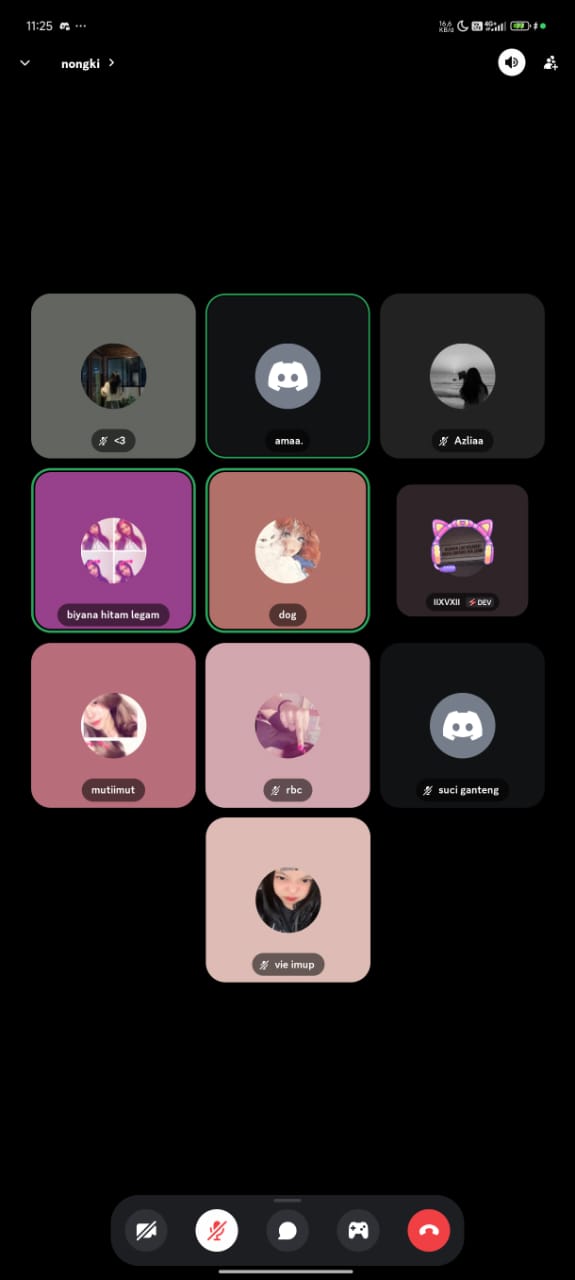 11:25
16,6
KB/s
4G+
nongki
<3
amaa.
Azliaa
biyana hitam legam
dog
IIXVXII DEV
mutiimut
rbc
suci ganteng
vie imup